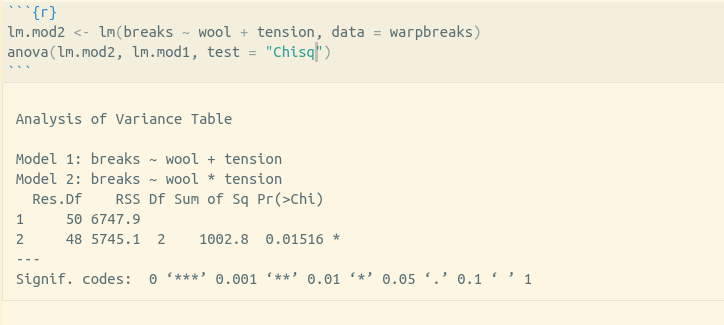 ```{r}
lm.mod2 <- lm(breaks ~ wool + tension, data = warpbreaks)
anova(lm.mod2, lm.mod1, test = "Chisq")
```
Analysis of Variance Table
Model 1: breaks ~ wool + tension
Model 2: breaks ~ wool * tension
  Res.Df    RSS Df Sum of Sq Pr(>Chi)
1     50 6747.9
2     48 5745.1  2    1002.8  0.01516 *
---
Signif. codes:  0 ‘***’ 0.001 ‘**’ 0.01 ‘*’ 0.05 ‘.’ 0.1 ‘ ’ 1